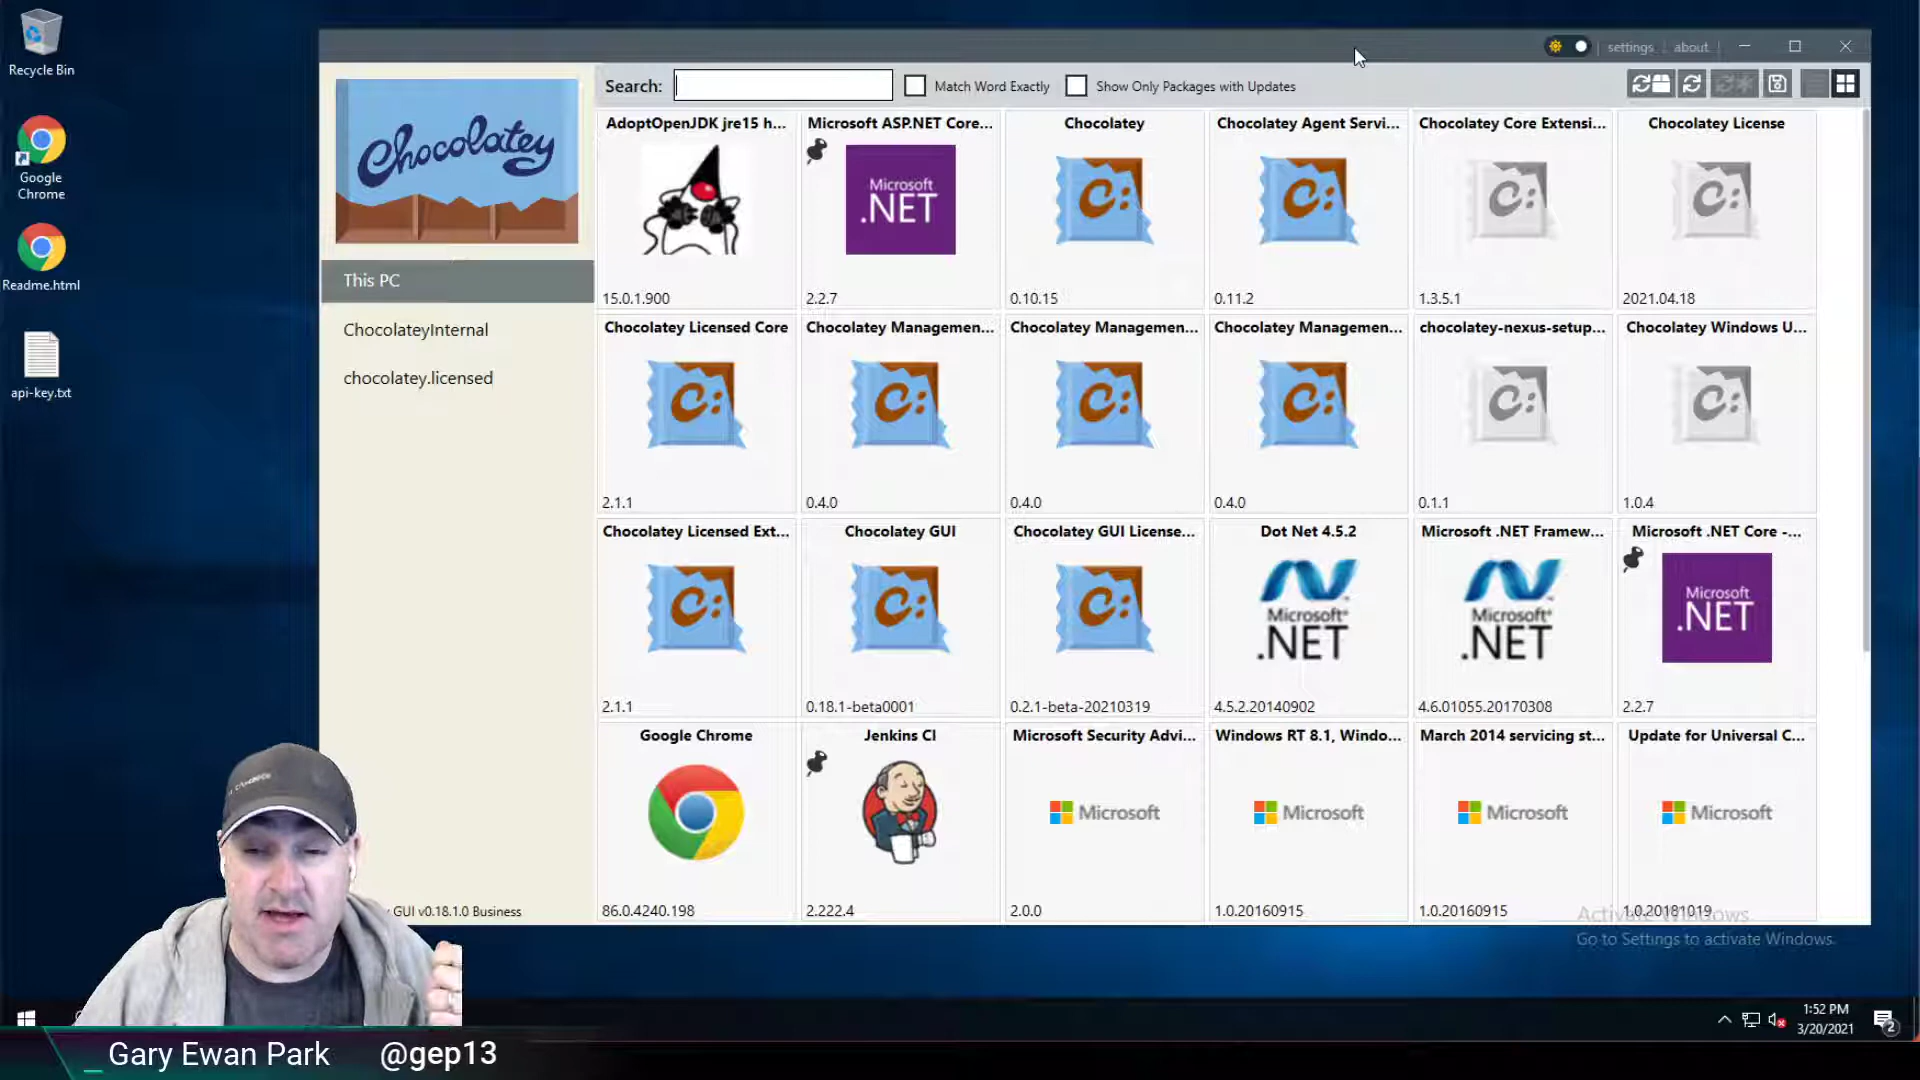 Recycle Bin
Google
Chrome
Readme.html
api-key.txt
settings
about
Chocolatey
Search:
Match Word Exactly
Show Only Packages with Updates
This PC
ChocolateyInternal
chocolatey.licensed
GUI v0.18.1.0 Business
AdoptOpenJDK jre15 h...
15.0.1.900
Microsoft ASP.NET Core...
Microsoft
.NET
2.2.7
Chocolatey
C:
0.10.15
Chocolatey Agent Servi...
C:
0.11.2
Chocolatey Core Extensi...
C:
1.3.5.1
Chocolatey License
C:
2021.04.18
Chocolatey Licensed Core
C:
2.1.1
Chocolatey Managemen...
C:
0.4.0
Chocolatey Managemen...
C:
0.4.0
Chocolatey Managemen...
C:
0.4.0
chocolatey-nexus-setup...
C:
0.1.1
Chocolatey Windows U...
C:
1.0.4
Chocolatey Licensed Ext...
C:
2.1.1
Chocolatey GUI
C:
0.18.1-beta0001
Chocolatey GUI License...
C:
0.2.1-beta-20210319
Dot Net 4.5.2
Microsoft®
.NET
4.5.2.20140902
Microsoft .NET Framew...
Microsoft®
.NET
4.6.01055.20170308
Microsoft .NET Core -...
Microsoft
.NET
2.2.7
Google Chrome
86.0.4240.198
Jenkins CI
2.222.4
Microsoft Security Advi...
Microsoft
2.0.0
Windows RT 8.1, Windo...
Microsoft
1.0.20160915
March 2014 servicing st...
Microsoft
1.0.20160915
Update for Universal C...
Microsoft
1.0.20181019
Activate Windows
Go to Settings to activate Windows.
1:52 PM
3/20/2021
2
_ Gary Ewan Park @gep13